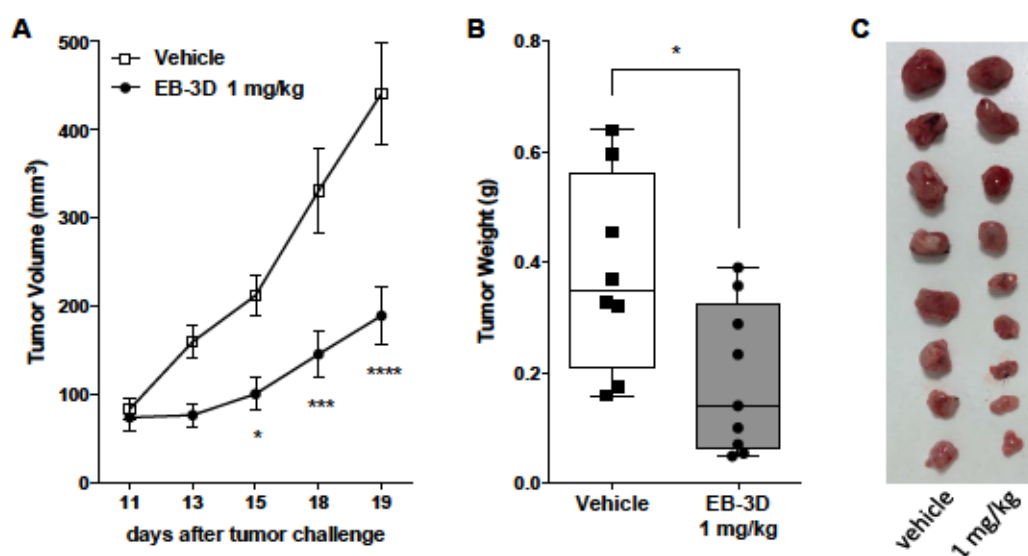 A
500
400
300
200
100
0
Tumor Volume (mm³)
Vehicle
EB-3D 1 mg/kg
*
***
****
11 13 15 18 19
days after tumor challenge
B
0.8
0.6
0.4
0.2
0.0
Tumor Weight (g)
*
Vehicle
EB-3D
1 mg/kg
C
vehicle
1 mg/kg